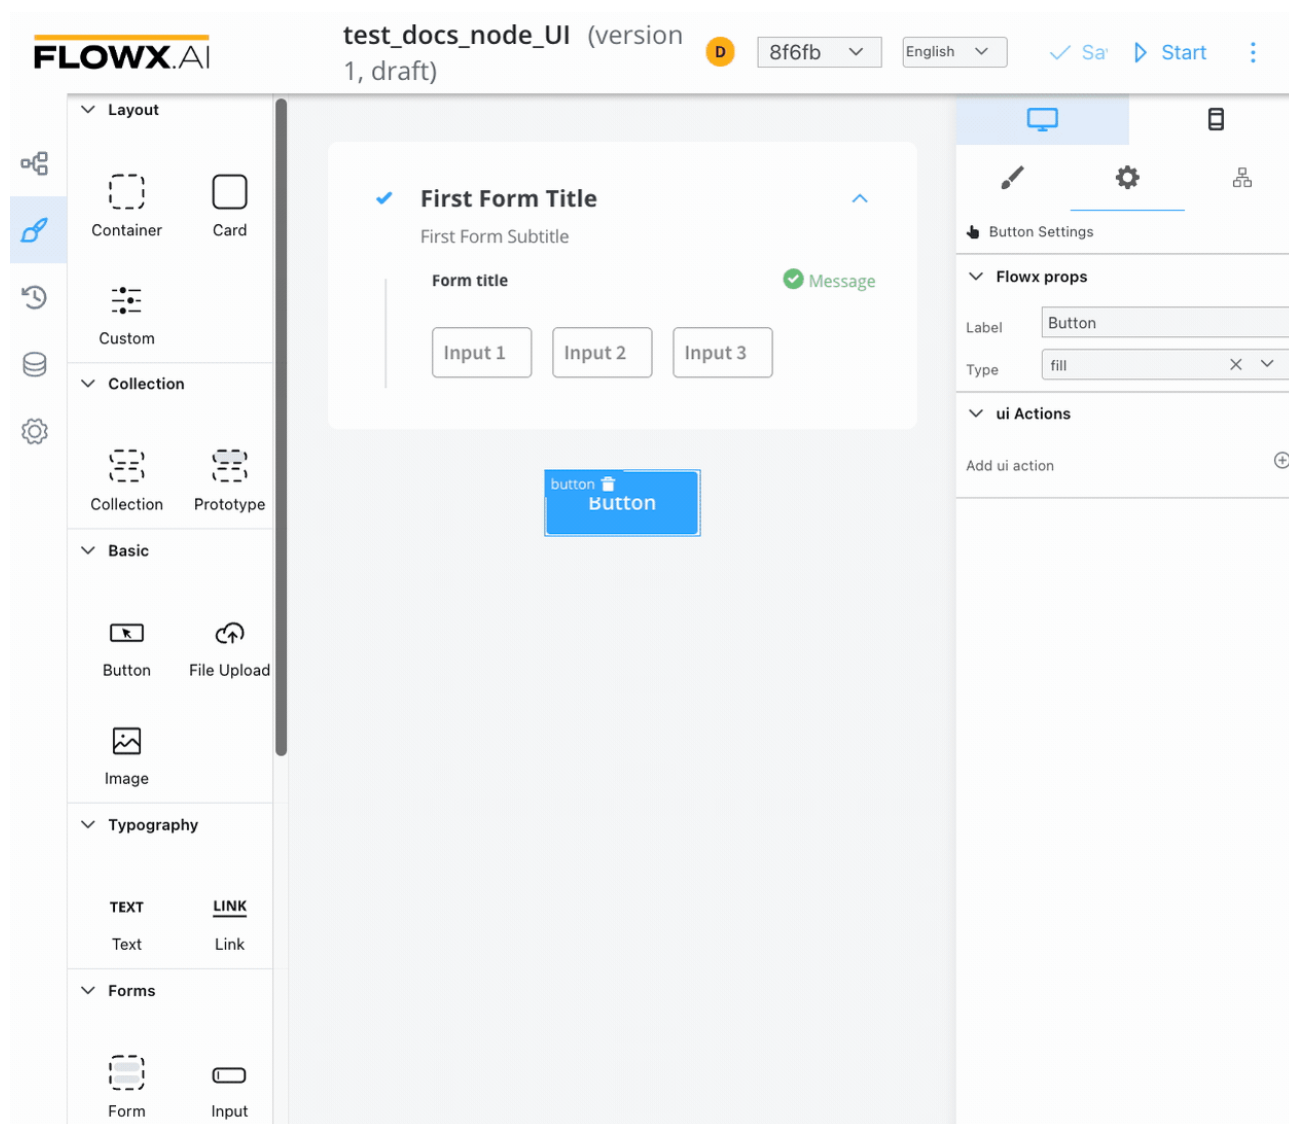 FLOWX.AI
test_docs_node_UI (version
1, draft)
D
8f6fb
English
Start
Layout
Container
Card
Custom
Collection
Collection
Prototype
Basic
Button
File Upload
Image
Typography
TEXT
LINK
Text
Link
Forms
Form
Input
First Form Title
First Form Subtitle
Form title
Message
Input 1
Input 2
Input 3
button
Button
Button Settings
Flowx props
Label
Button
Type
fill
ui Actions
Add ui action